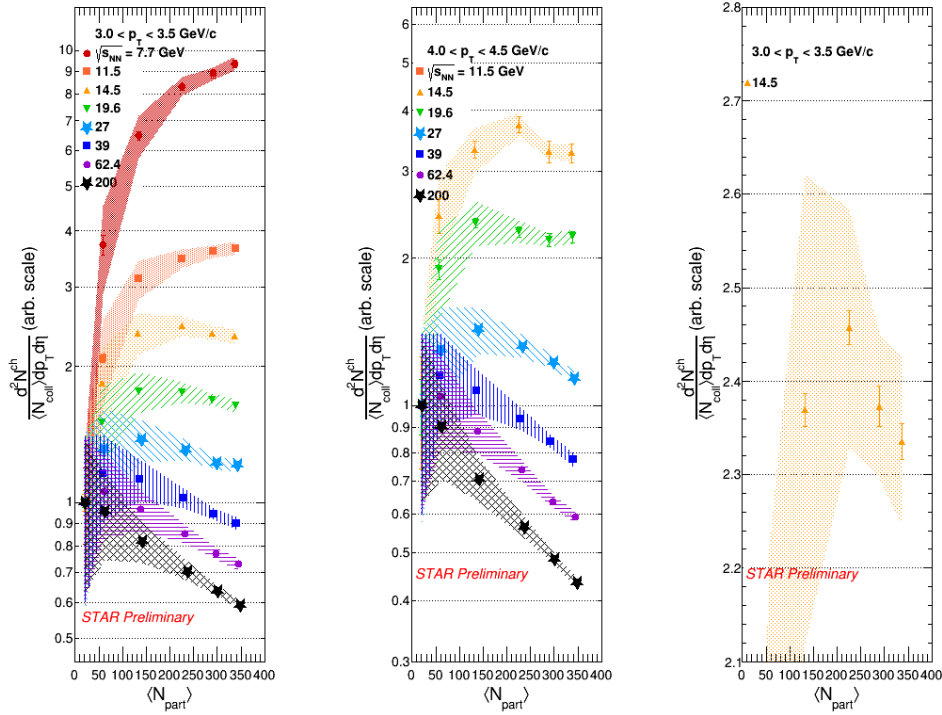 3.0 < p_T < 3.5 GeV/c
√s_NN = 7.7 GeV
11.5
14.5
19.6
27
39
62.4
200
STAR Preliminary
10
9
8
7
6
5
4
3
2
1
0.9
0.8
0.7
0.6
0.5
d²N^ch
⟨N_coll⟩dp_T dη (arb. scale)
0 50 100 150 200 250 300 350 400
⟨N_part⟩
4.0 < p_T < 4.5 GeV/c
√s_NN = 11.5 GeV
14.5
19.6
27
39
62.4
200
STAR Preliminary
6
5
4
3
2
1
0.9
0.8
0.7
0.6
0.5
0.4
0.3
d²N^ch
⟨N_coll⟩dp_T dη (arb. scale)
0 50 100 150 200 250 300 350 400
⟨N_part⟩
3.0 < p_T < 3.5 GeV/c
14.5
STAR Preliminary
2.8
2.7
2.6
2.5
2.4
2.3
2.2
2.1
d²N^ch
⟨N_coll⟩dp_T dη (arb. scale)
0 50 100 150 200 250 300 350 400
⟨N_part⟩